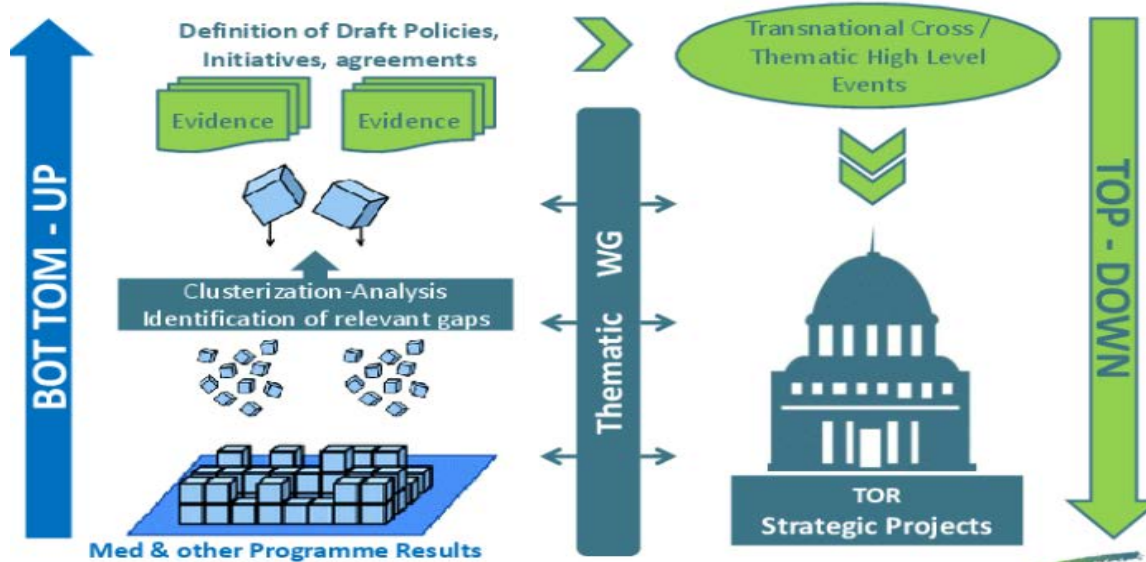 Definition of Draft Policies,
Initiatives, agreements
Evidence
Evidence
Clusterization-Analysis
Identification of relevant gaps
Med & other Programme Results
BOT TOM - UP
Thematic WG
Transnational Cross /
Thematic High Level
Events
TOR
Strategic Projects
TOP - DOWN